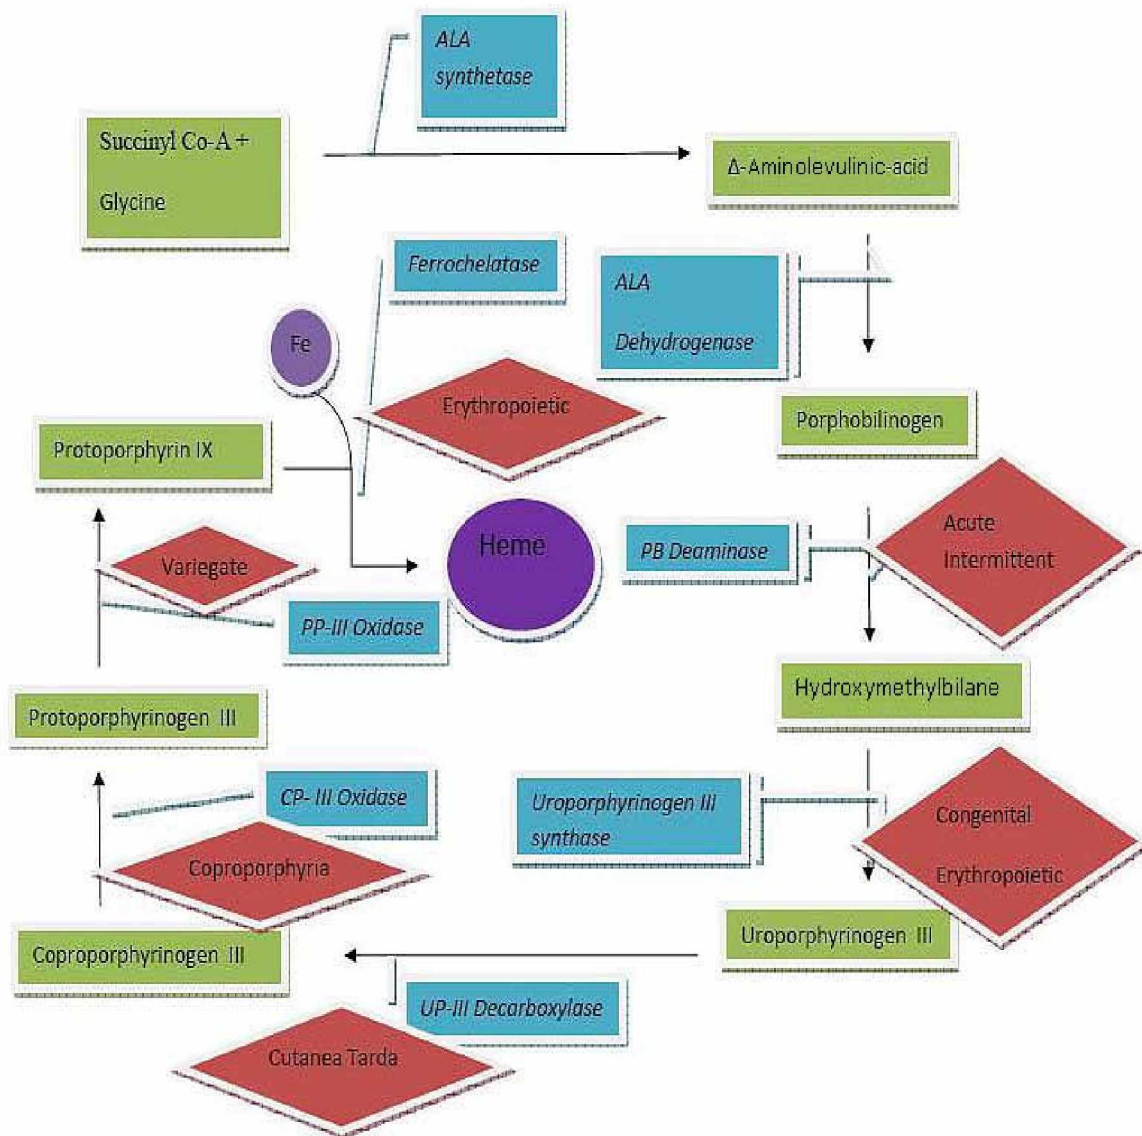 ALA
synthetase
Succinyl Co-A +
Glycine
Δ-Aminolevulinic-acid
Ferrochelatase
ALA
Dehydrogenase
Fe
Erythropoietic
Porphobilinogen
Protoporphyrin IX
Acute
Intermittent
Heme
PB Deaminase
Variegate
PP-III Oxidase
Hydroxymethylbilane
Protoporphyrinogen III
CP- III Oxidase
Uroporphyrinogen III
synthase
Congenital
Erythropoietic
Coproporphyria
Uroporphyrinogen III
Coproporphyrinogen III
UP-III Decarboxylase
Cutanea Tarda